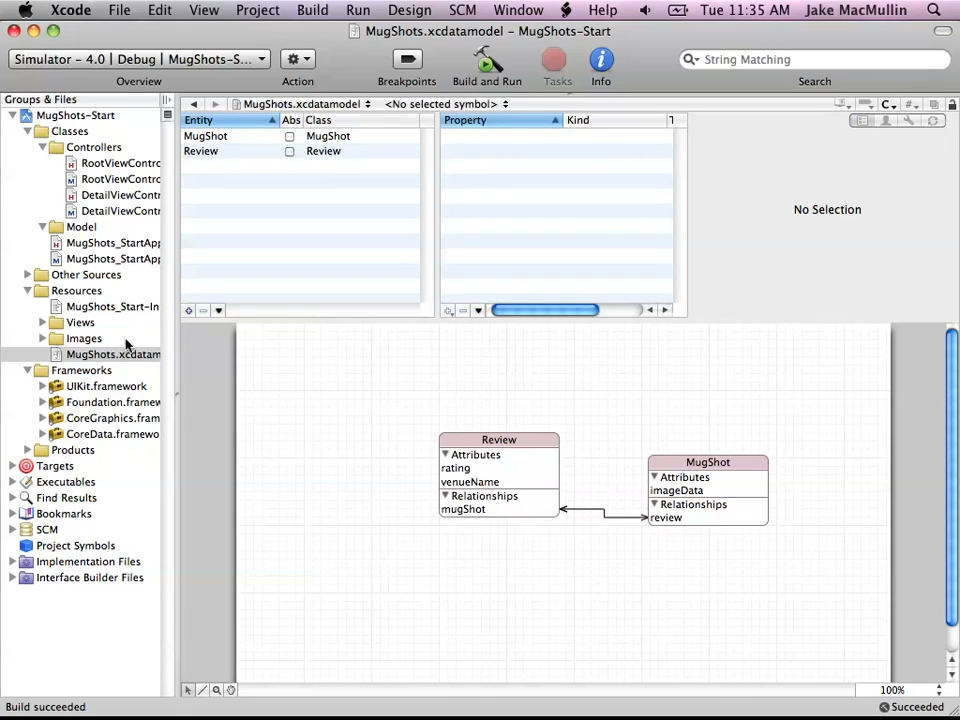 Xcode File Edit View Project Build Run Design SCM Window Help Tue 11:35 AM Jake MacMullin
MugShots.xcdatamodel – MugShots-Start
Simulator - 4.0 | Debug | MugShots-S...
String Matching
Overview Action Breakpoints Build and Run Tasks Info Search
Groups & Files
MugShots.xcdatamodel <No selected symbol> C #
MugShots-Start
Classes
Controllers
RootViewContro
RootViewContro
DetailViewContr
DetailViewContr
Model
MugShots_StartApp
MugShots_StartApp
Other Sources
Resources
MugShots_Start-In
Views
Images
MugShots.xcdatam
Frameworks
UIKit.framework
Foundation.framew
CoreGraphics.fram
CoreData.framewo
Products
Targets
Executables
Find Results
Bookmarks
SCM
Project Symbols
Implementation Files
Interface Builder Files
Entity Abs Class
MugShot MugShot
Review Review
Property Kind T
No Selection
Review
Attributes
rating
venueName
Relationships
mugShot
MugShot
Attributes
imageData
Relationships
review
100%
Build succeeded
Succeeded